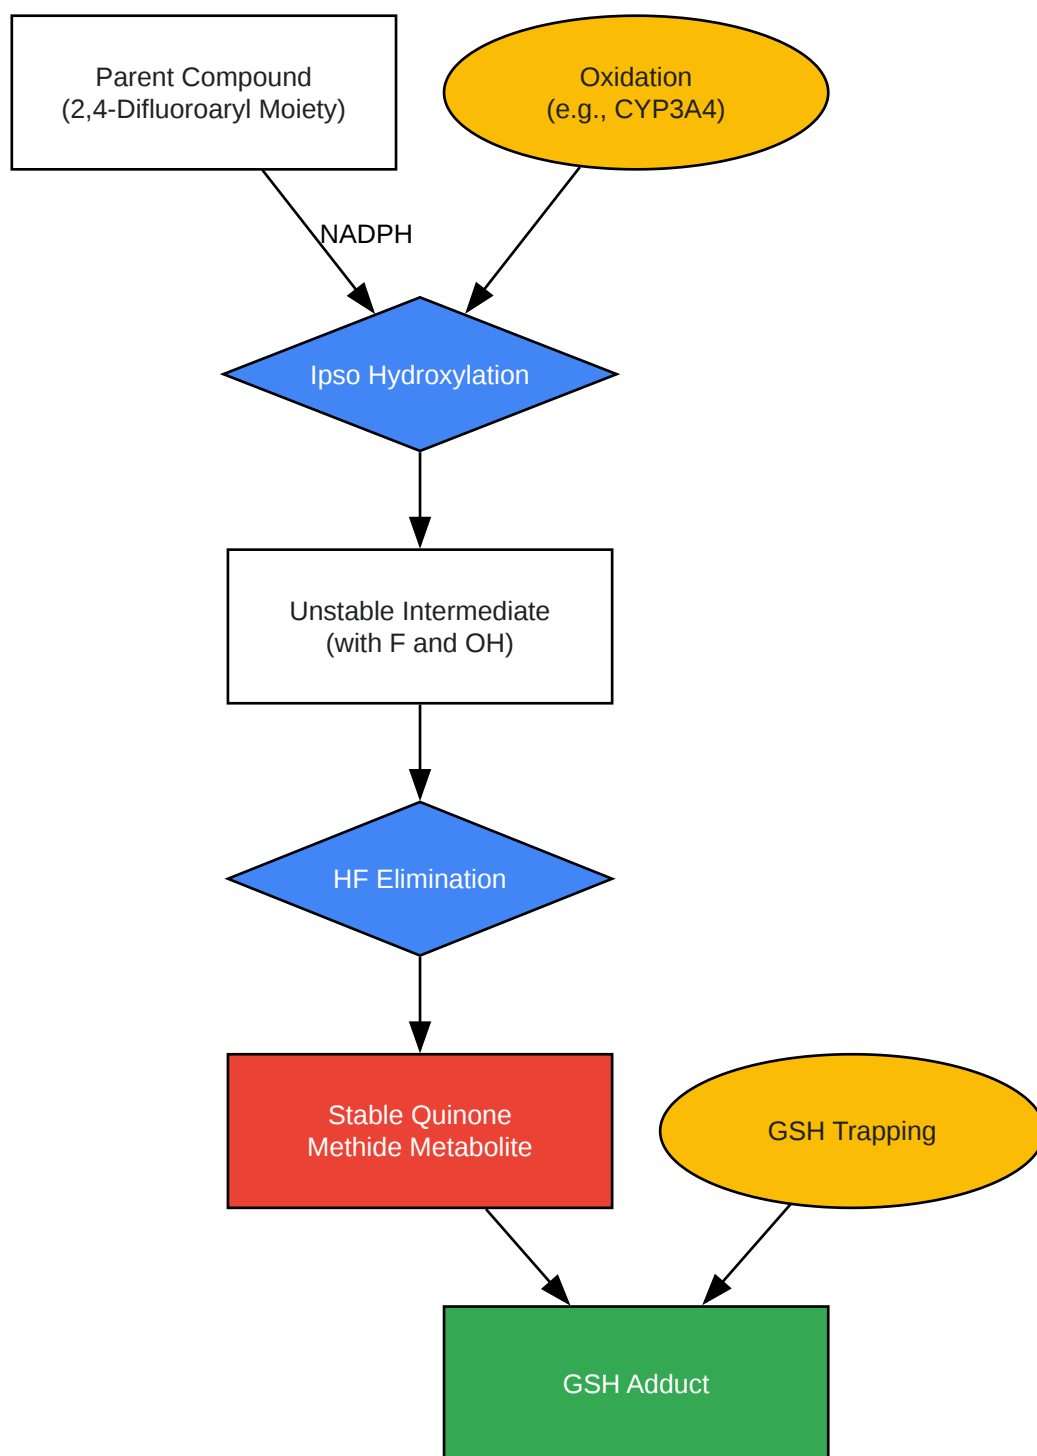 Parent Compound
(2,4-Difluoroaryl Moiety)
Oxidation
(e.g., CYP3A4)
NADPH
Ipso Hydroxylation
Unstable Intermediate
(with F and OH)
HF Elimination
Stable Quinone
Methide Metabolite
GSH Trapping
GSH Adduct